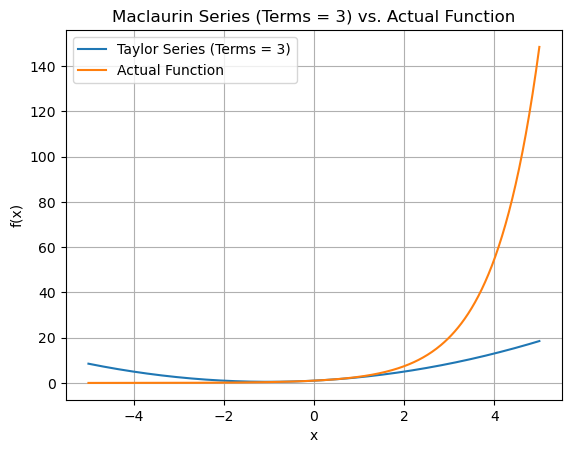 Maclaurin Series (Terms = 3) vs. Actual Function
Taylor Series (Terms = 3)
Actual Function
f(x)
140
120
100
80
60
40
20
0
−4
−2
0
2
4
x